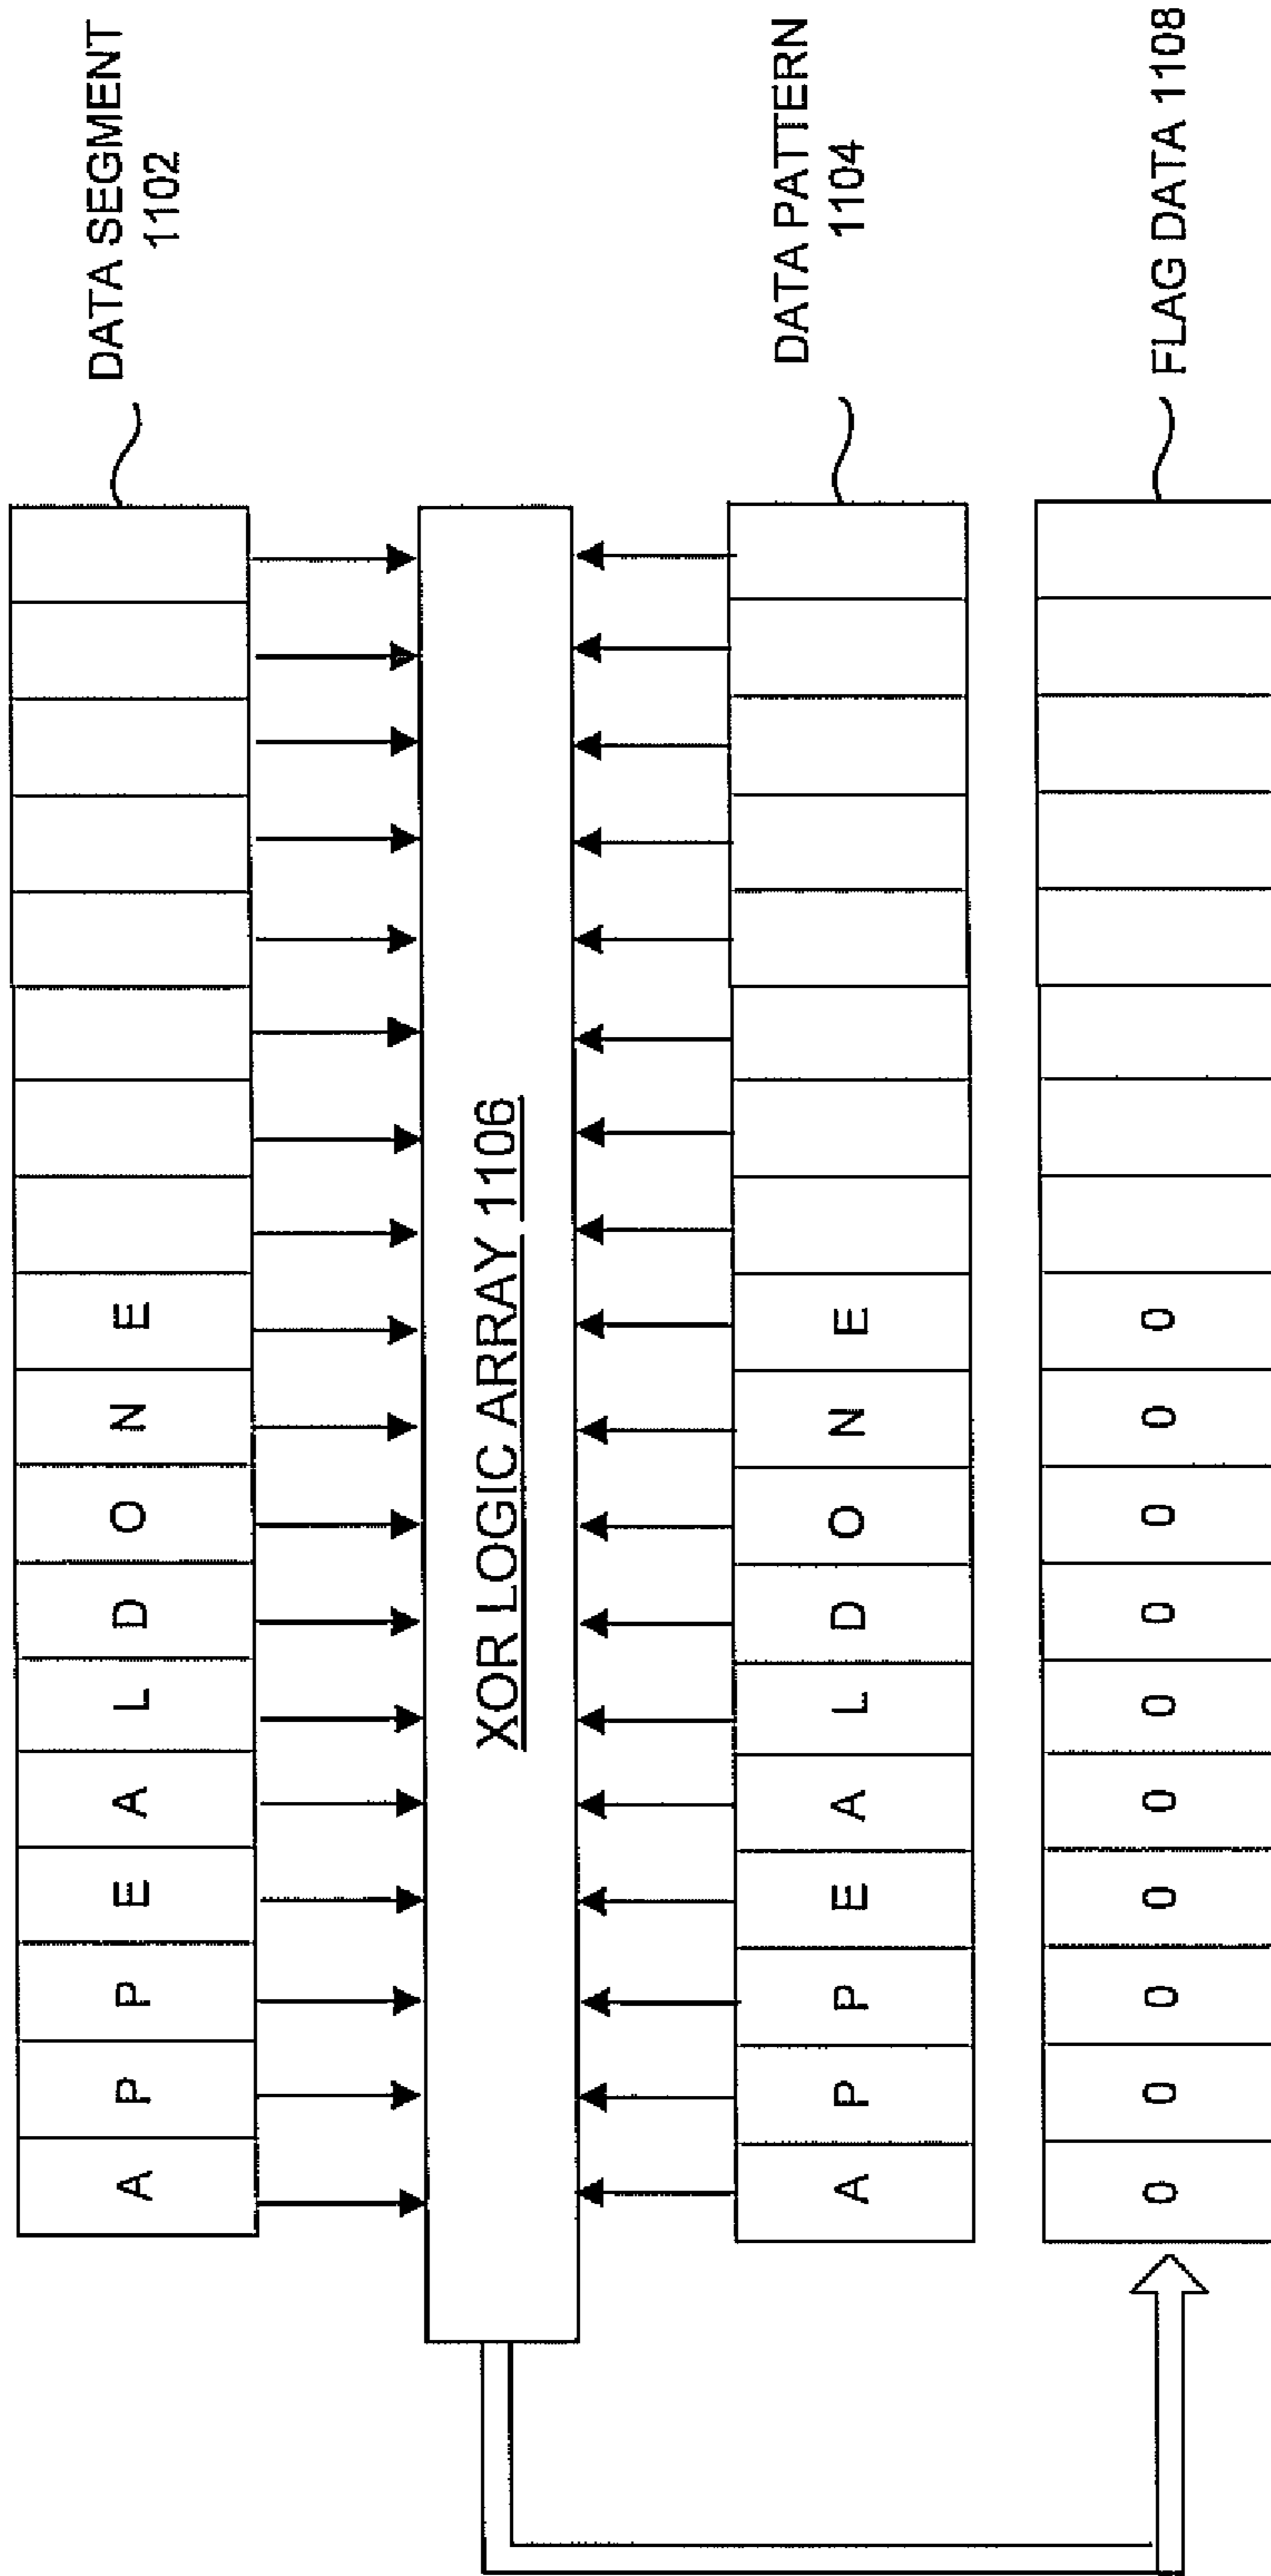 A P P E A L D O N E
DATA SEGMENT
1102
XOR LOGIC ARRAY 1106
A P P E A L D O N E
DATA PATTERN
1104
0 0 0 0 0 0 0 0 0 0
FLAG DATA 1108